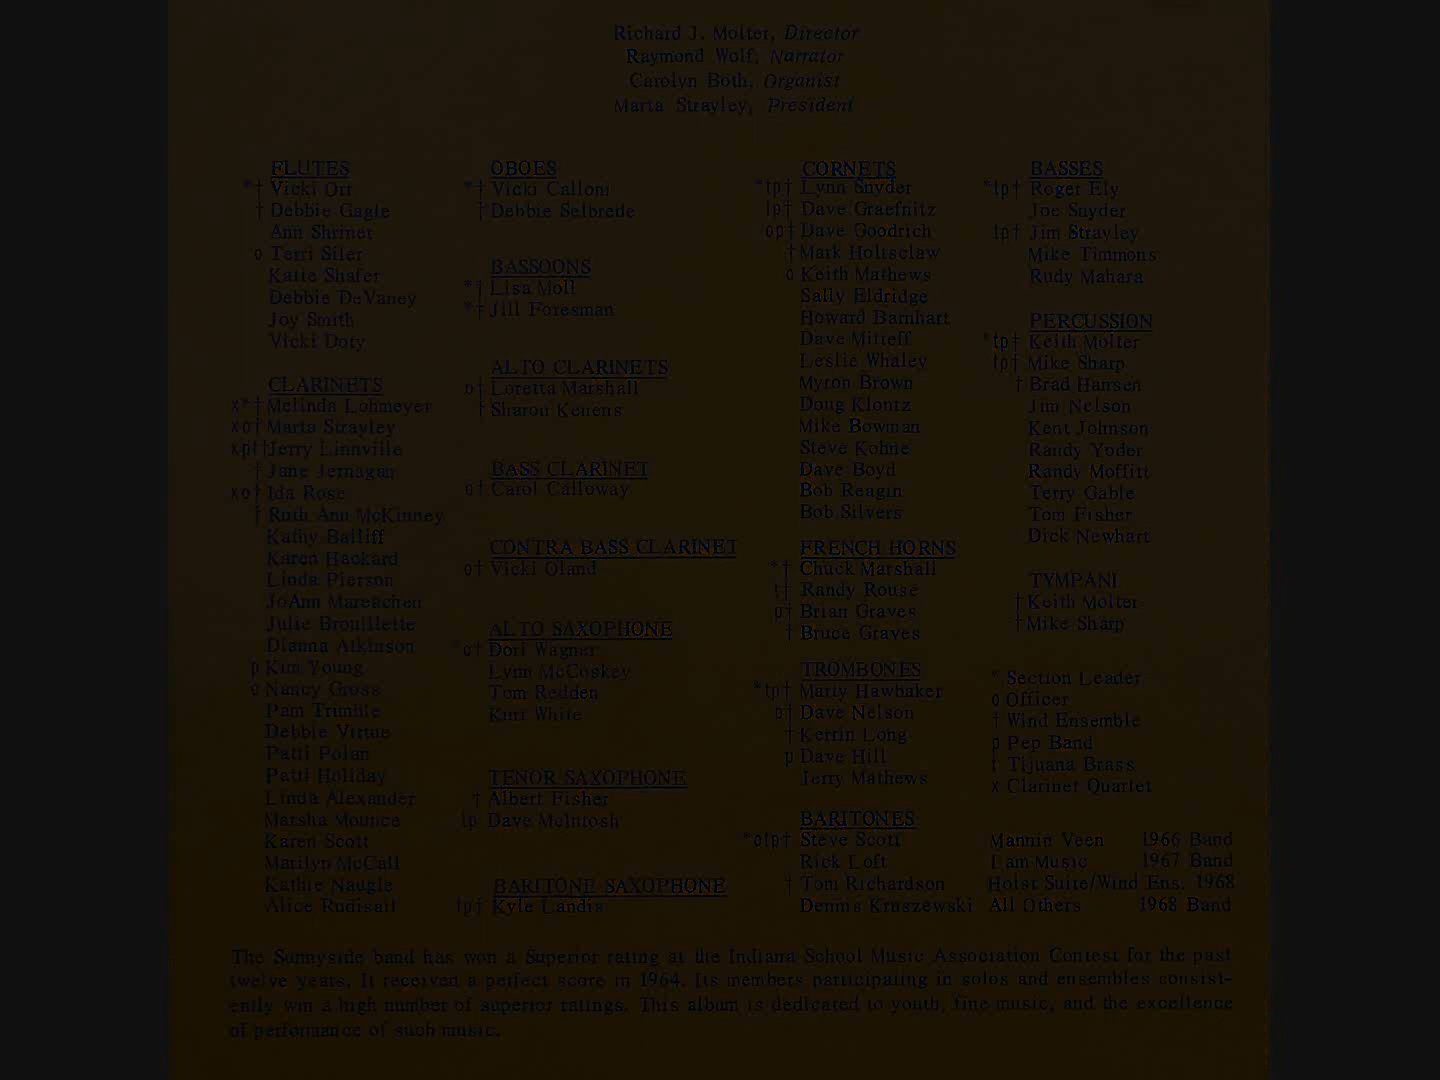 Richard J. Molter, Director
Raymond Wolf, Narrator
Carolyn Both, Organist
Marta Strayley, President
FLUTES
*† Vicki Orr
† Debbie Gagle
Ann Shriner
o Terri Siler
Katie Shafer
Debbie DeVaney
Joy Smith
Vicki Doty
CLARINETS
x*† Melinda Lohmeyer
xo† Marta Strayley
xpt† Jerry Linnville
† Jane Jernagan
xo† Ida Rose
† Ruth Ann McKinney
Kathy Balliff
Karen Hackard
Linda Pierson
JoAnn
Julie Brouillette
Dianna Atkinson
p Kim Young
o Nancy Gross
Pam Trimble
Debbie Virtue
Patti Polan
Patti Holiday
Linda Alexander
Marsha Mounce
Karen Scott
Marilyn McCall
Kathie Naugle
Alice Rudisail
OBOES
*† Vicki Calloni
† Debbie Selbrede
BASSOONS
*† Lisa Moll
*† Jill Foresman
ALTO CLARINETS
o† Loretta Marshall
† Sharon
BASS CLARINET
o† Carol Calloway
CONTRA BASS CLARINET
o† Vicki Oland
ALTO SAXOPHONE
*o† Dori Wagner
Lynn McCoskey
Tom Redden
Kurt White
TENOR SAXOPHONE
† Albert Fisher
tp Dave McIntosh
BARITONE SAXOPHONE
tp† Kyle Landis
CORNETS
*tp† Lynn Snyder
tp† Dave Graefnitz
op† Dave Goodrich
† Mark Holtsclaw
o Keith Mathews
Sally Eldridge
Howard Barnhart
Dave Mitreff
Leslie Whaley
Myron Brown
Doug Klontz
Mike Bowman
Steve Kohne
Dave Boyd
Bob Reagin
Bob Silvers
FRENCH HORNS
*† Chuck Marshall
t† Randy Rouse
o† Brian Graves
† Bruce Graves
TROMBONES
*tp† Marty Hawbaker
o† Dave Nelson
† Kerrin Long
p Dave Hill
Jerry Mathews
BARITONES
*otp† Steve Scott
Rick Loft
† Tom Richardson
Dennis Kruszewski
BASSES
*tp† Roger Ely
Joe Snyder
tp† Jim Strayley
Mike Timmons
Rudy Mahara
PERCUSSION
*tp† Keith Molter
tp† Mike Sharp
† Brad Hansen
Jim Nelson
Kent Johnson
Randy Yoder
Randy Moffitt
Terry Gable
Tom Fisher
Dick Newhart
TYMPANI
† Keith Molter
† Mike Sharp
* Section Leader
o Officer
† Wind Ensemble
p Pep Band
t Tijuana Brass
x Clarinet Quartet
Mannin Veen 1966 Band
I am Music 1967 Band
Holst Suite/Wind Ens. 1968
All Others 1968 Band
The Sunnyside band has won a Superior rating at the Indiana School Music Association Contest for the past
twelve years. It received a perfect score in 1964. Its members participating in solos and ensembles consist-
ently win a high number of superior ratings. This album is dedicated to youth, fine music, and the excellence
of performance of such music.